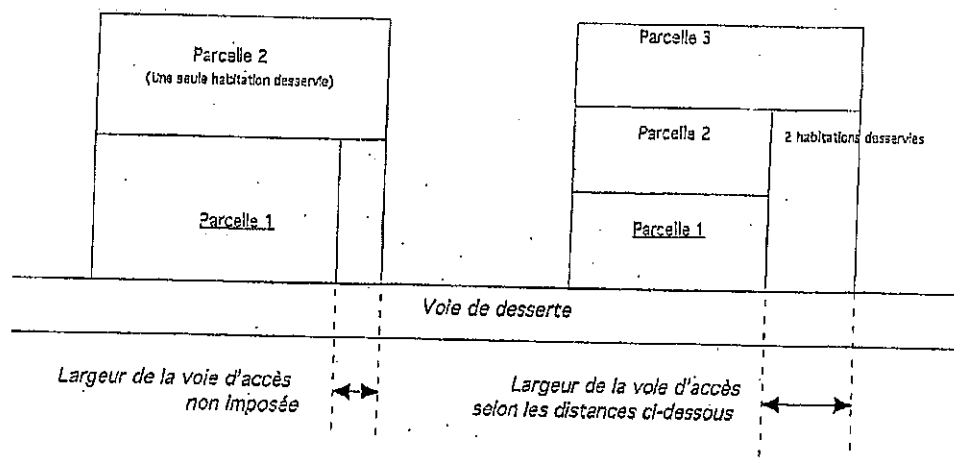 Parcelle 2
(Une seule habitation desservie)
Parcelle 1
Parcelle 3
Parcelle 2
2 habitations desservies
Parcelle 1
Voie de desserte
Largeur de la voie d'accès
non Imposée
Largeur de la voie d'accès
selon les distances ci-dessous